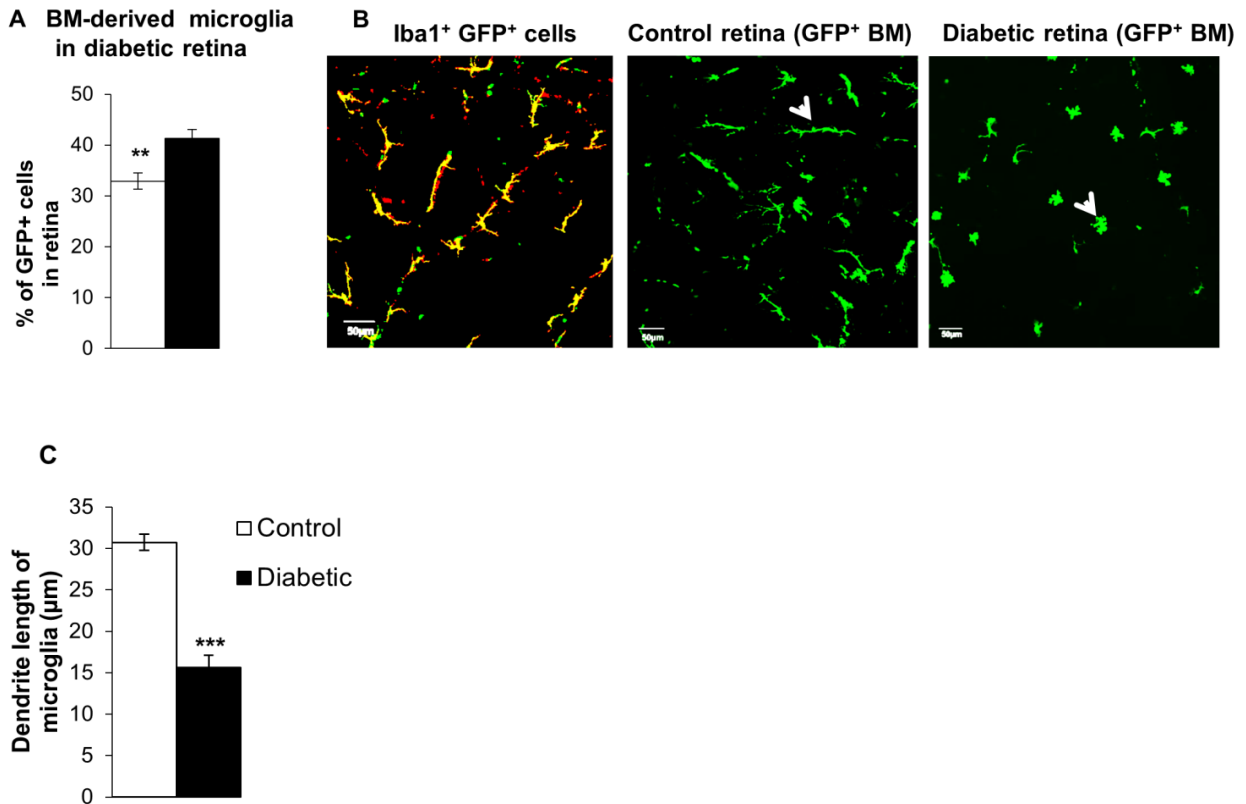 A BM-derived microglia
in diabetic retina
% of GFP+ cells
in retina
50
40
30
20
10
0
**
B
Iba1⁺ GFP⁺ cells
Control retina (GFP⁺ BM)
Diabetic retina (GFP⁺ BM)
50µm
50µm
50µm
C
Dendrite length of
microglia (µm)
35
30
25
20
15
10
5
0
***
Control
Diabetic